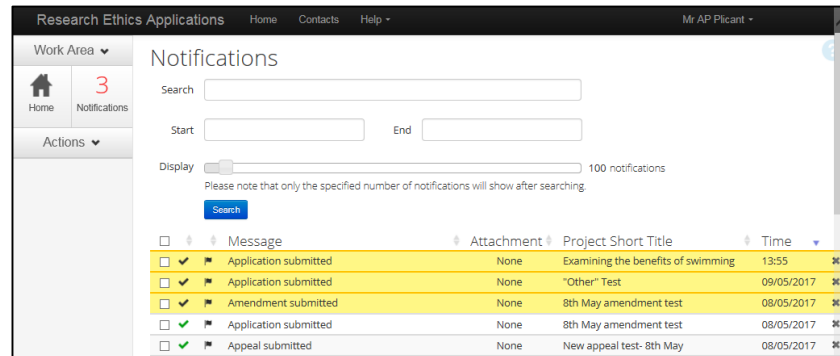 Research Ethics Applications Home Contacts Help Mr AP Plicant
Work Area
Notifications
3
Home Notifications
Actions
Search
Start End
Display 100 notifications
Please note that only the specified number of notifications will show after searching.
Search
Message Attachment Project Short Title Time
Application submitted None Examining the benefits of swimming 13:55
Application submitted None "Other" Test 09/05/2017
Amendment submitted None 8th May amendment test 08/05/2017
Application submitted None 8th May amendment test 08/05/2017
Appeal submitted None New appeal test- 8th May 08/05/2017